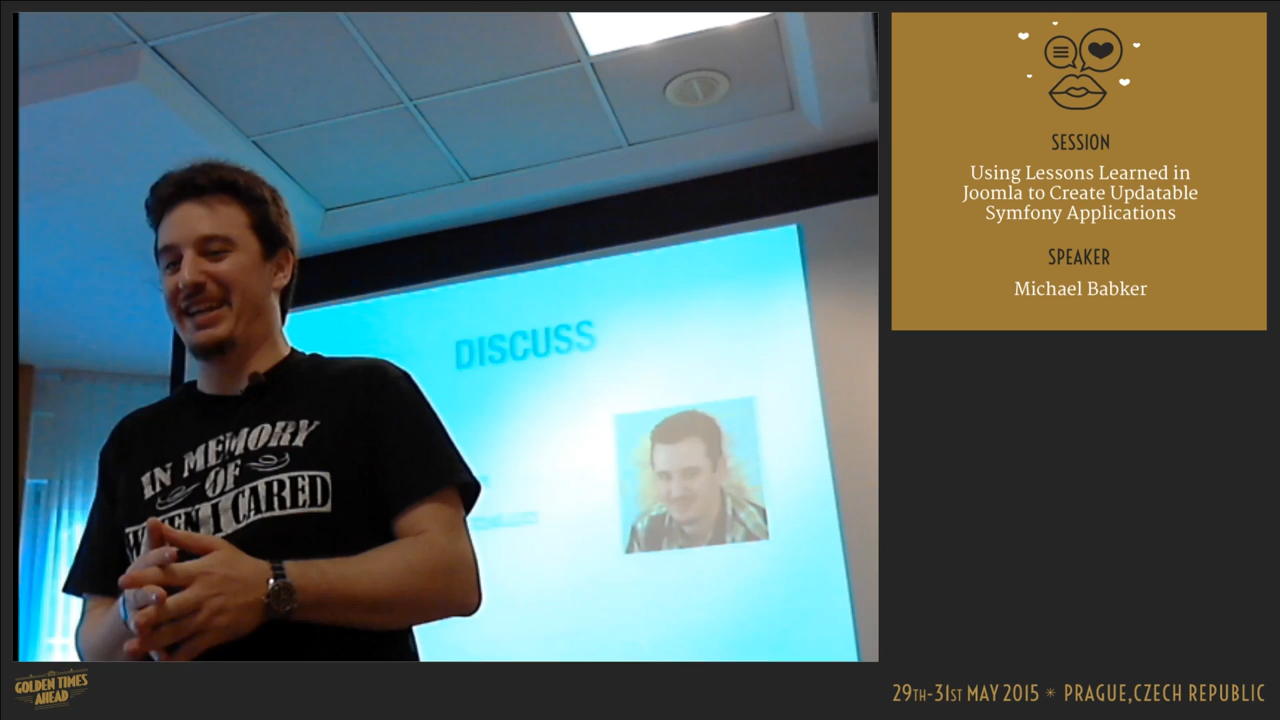 DISCUSS
IN MEMORY
OF
WHEN I CARED
SESSION
Using Lessons Learned in
Joomla to Create Updatable
Symfony Applications
SPEAKER
Michael Babker
GOLDEN TIMES
AHEAD
29TH-31ST MAY 2015 * PRAGUE,CZECH REPUBLIC